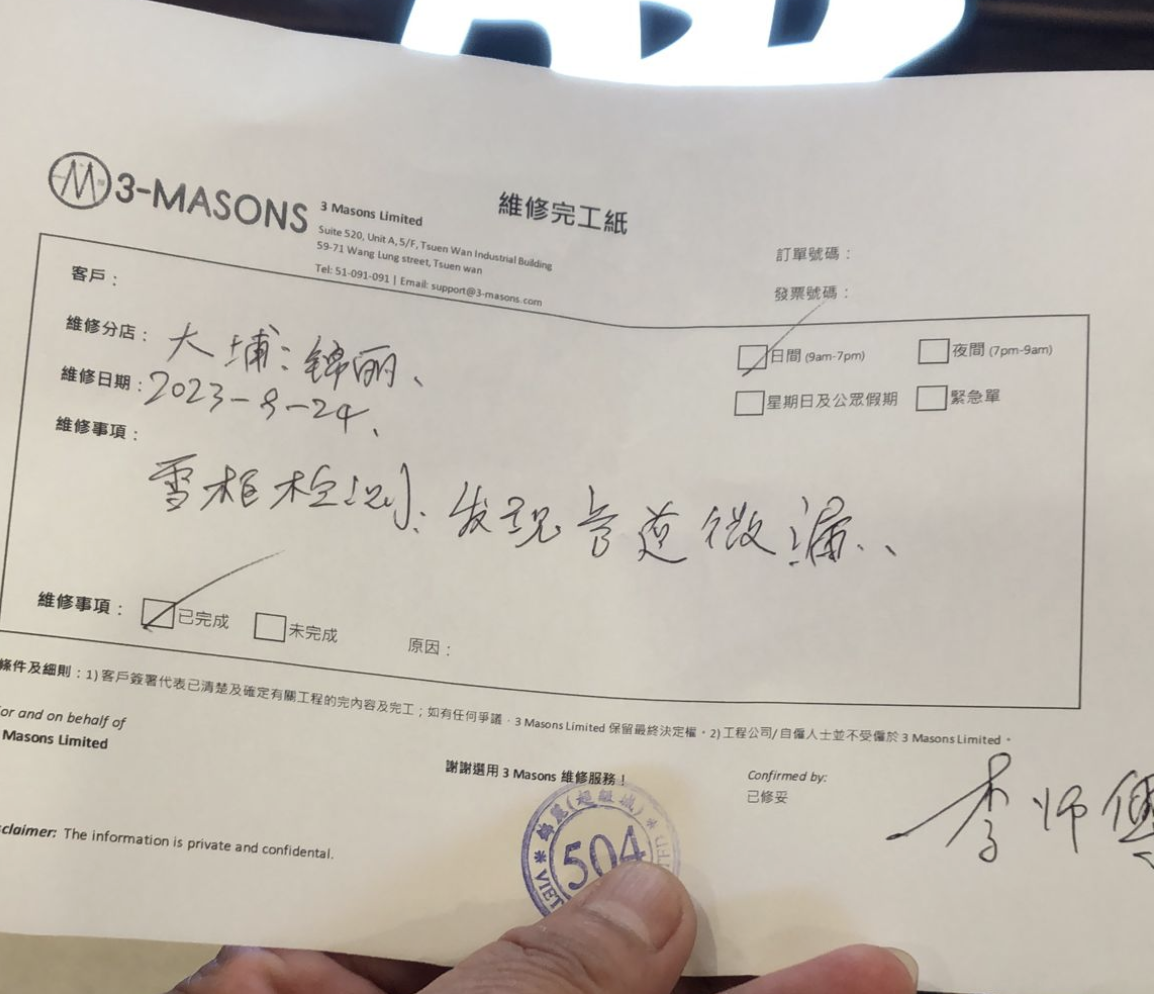 3-MASONS
3 Masons Limited
Suite 520, Unit A, 5/F, Tsuen Wan Industrial Building
59-71 Wang Lung street, Tsuen wan
Tel: 51-091-091 | Email: support@3-masons.com
維修完工紙
訂單號碼：
發票號碼：
客戶：
維修分店：大埔：錦丽、
日間 (9am-7pm) 夜間 (7pm-9am)
維修日期：2023-8-24、
星期日及公眾假期 緊急單
維修事項：
雪柜检测：发现管道微漏、、
維修事項： 已完成 未完成 原因：
條件及細則：1) 客戶簽署代表已清楚及確定有關工程的完內容及完工；如有任何爭議，3 Masons Limited 保留最終決定權。2) 工程公司/ 自僱人士並不受僱於 3 Masons Limited。
or and on behalf of
Masons Limited
謝謝選用 3 Masons 維修服務！
Confirmed by:
已修妥
李师傅
claimer: The information is private and confidental.
錦麗(超級城)
504
VIET